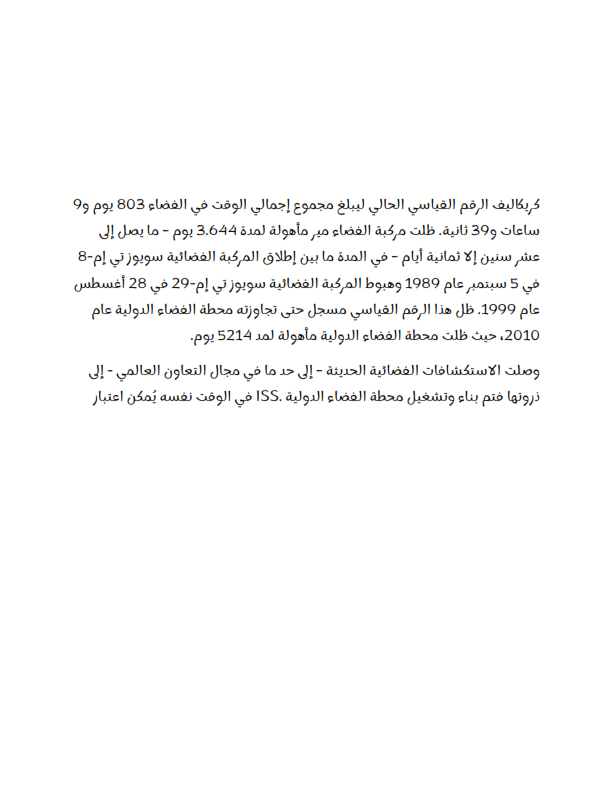 كريكاليف الرقم القياسي الحالي ليبلغ مجموع إجمالي الوقت في الفضاء 803 يوم و9
ساعات و39 ثانية. ظلت مركبة الفضاء مير مأهولة لمدة 3.644 يوم – ما يصل إلى
عشر سنين إلا ثمانية أيام – في المدة ما بين إطلاق المركبة الفضائية سويوز تي إم-8
في 5 سبتمبر عام 1989 وهبوط المركبة الفضائية سويوز تي إم-29 في 28 أغسطس
عام 1999. ظل هذا الرقم القياسي مسجل حتى تجاوزته محطة الفضاء الدولية عام
2010، حيث ظلت محطة الفضاء الدولية مأهولة لمد 5214 يوم.
وصلت الاستكشافات الفضائية الحديثة – إلى حد ما في مجال التعاون العالمي - إلى
ذروتها فتم بناء وتشغيل محطة الفضاء الدولية .ISS في الوقت نفسه يُمكن اعتبار